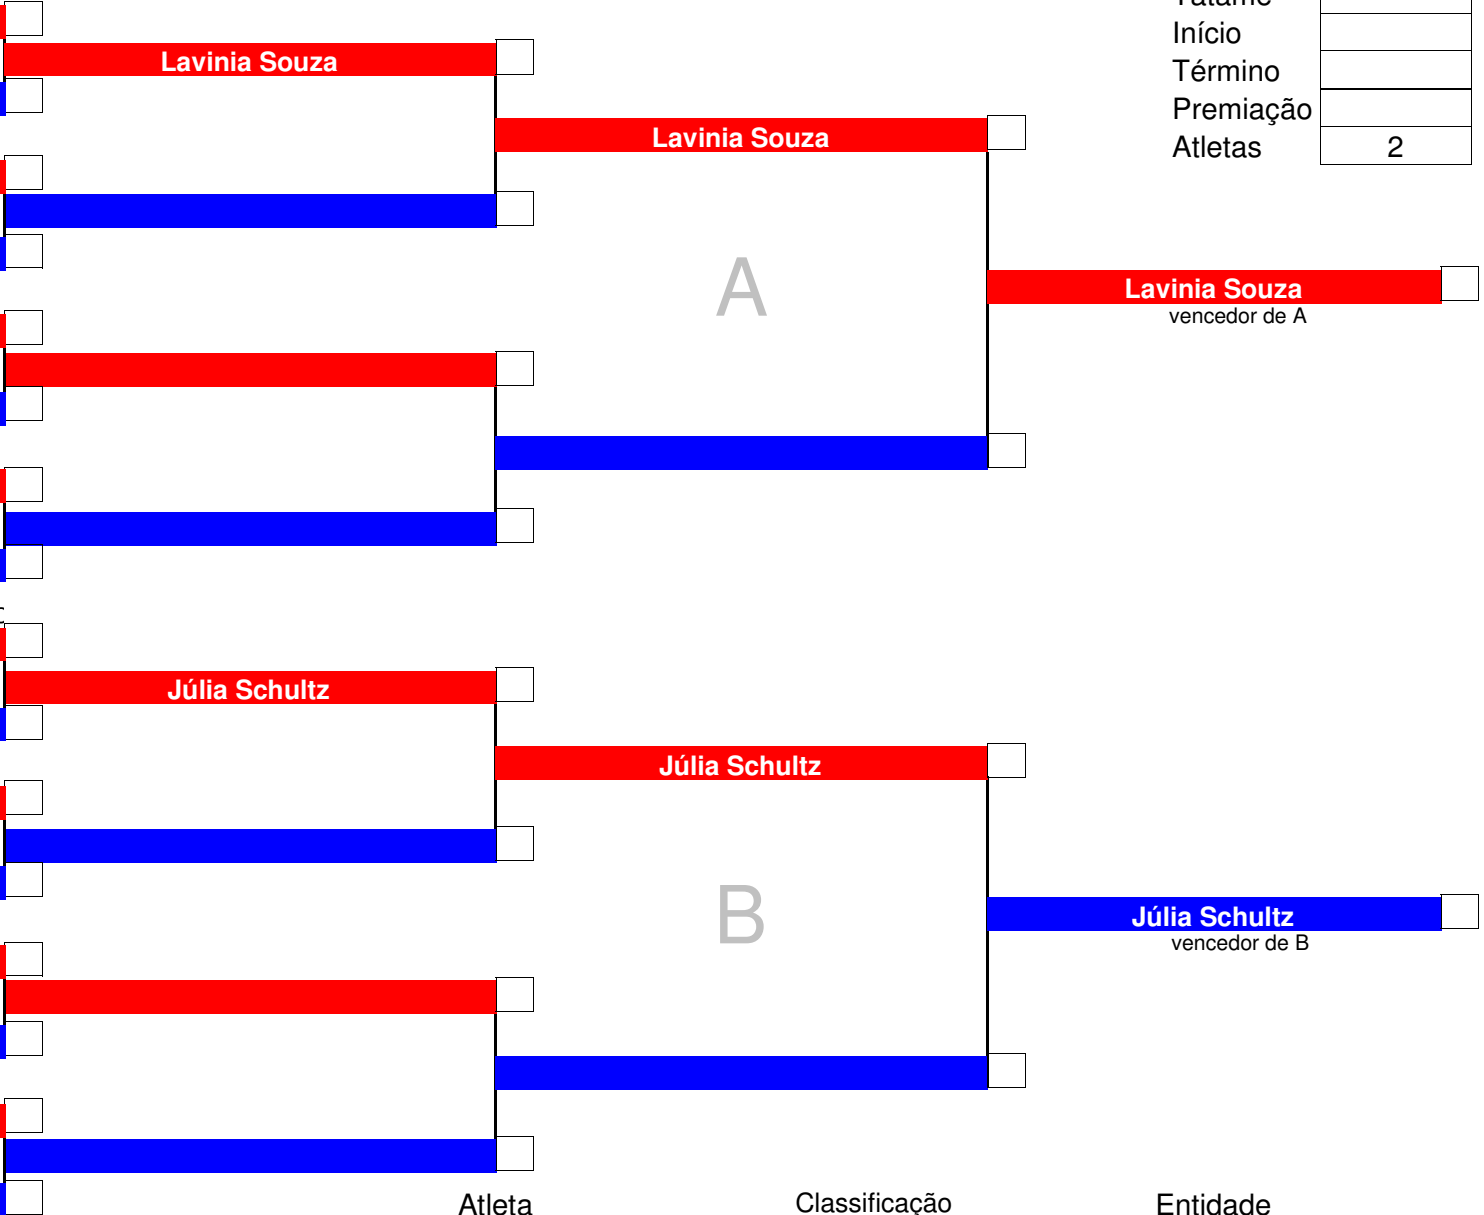 Tatame
Início
Lavinia Souza
Término
Premiação
Lavinia Souza
Atletas 2
A
Lavinia Souza
vencedor de A
Júlia Schultz
Júlia Schultz
B
Júlia Schultz
vencedor de B
Atleta Classificação Entidade